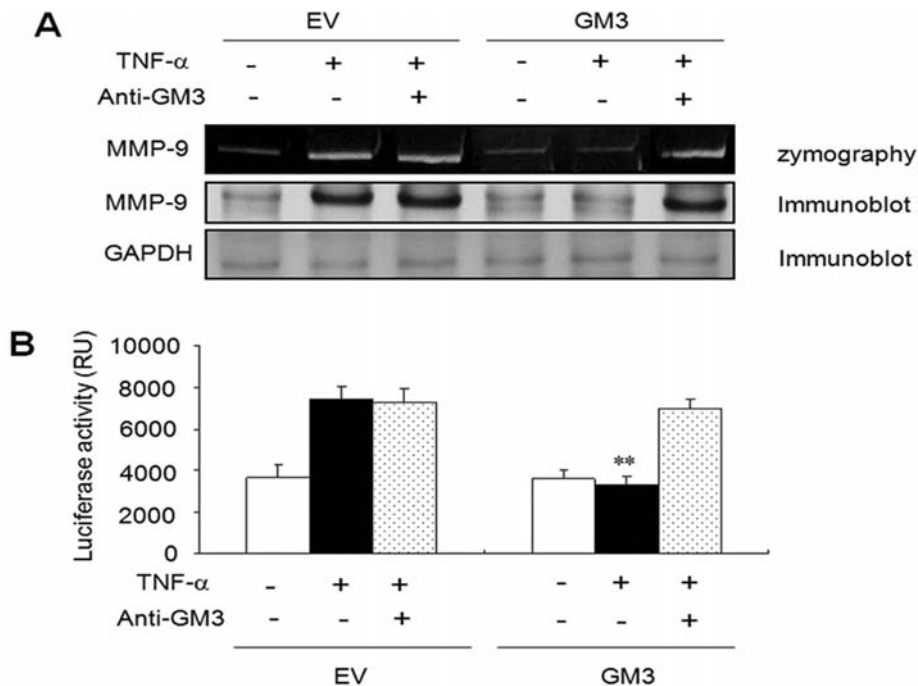 A
EV GM3
TNF-α - + + - + +
Anti-GM3 - - + - - +
MMP-9 zymography
MMP-9 Immunoblot
GAPDH Immunoblot
B
Luciferase activity (RU)
10000
8000
6000
4000
2000
0
**
TNF-α - + + - + +
Anti-GM3 - - + - - +
EV GM3